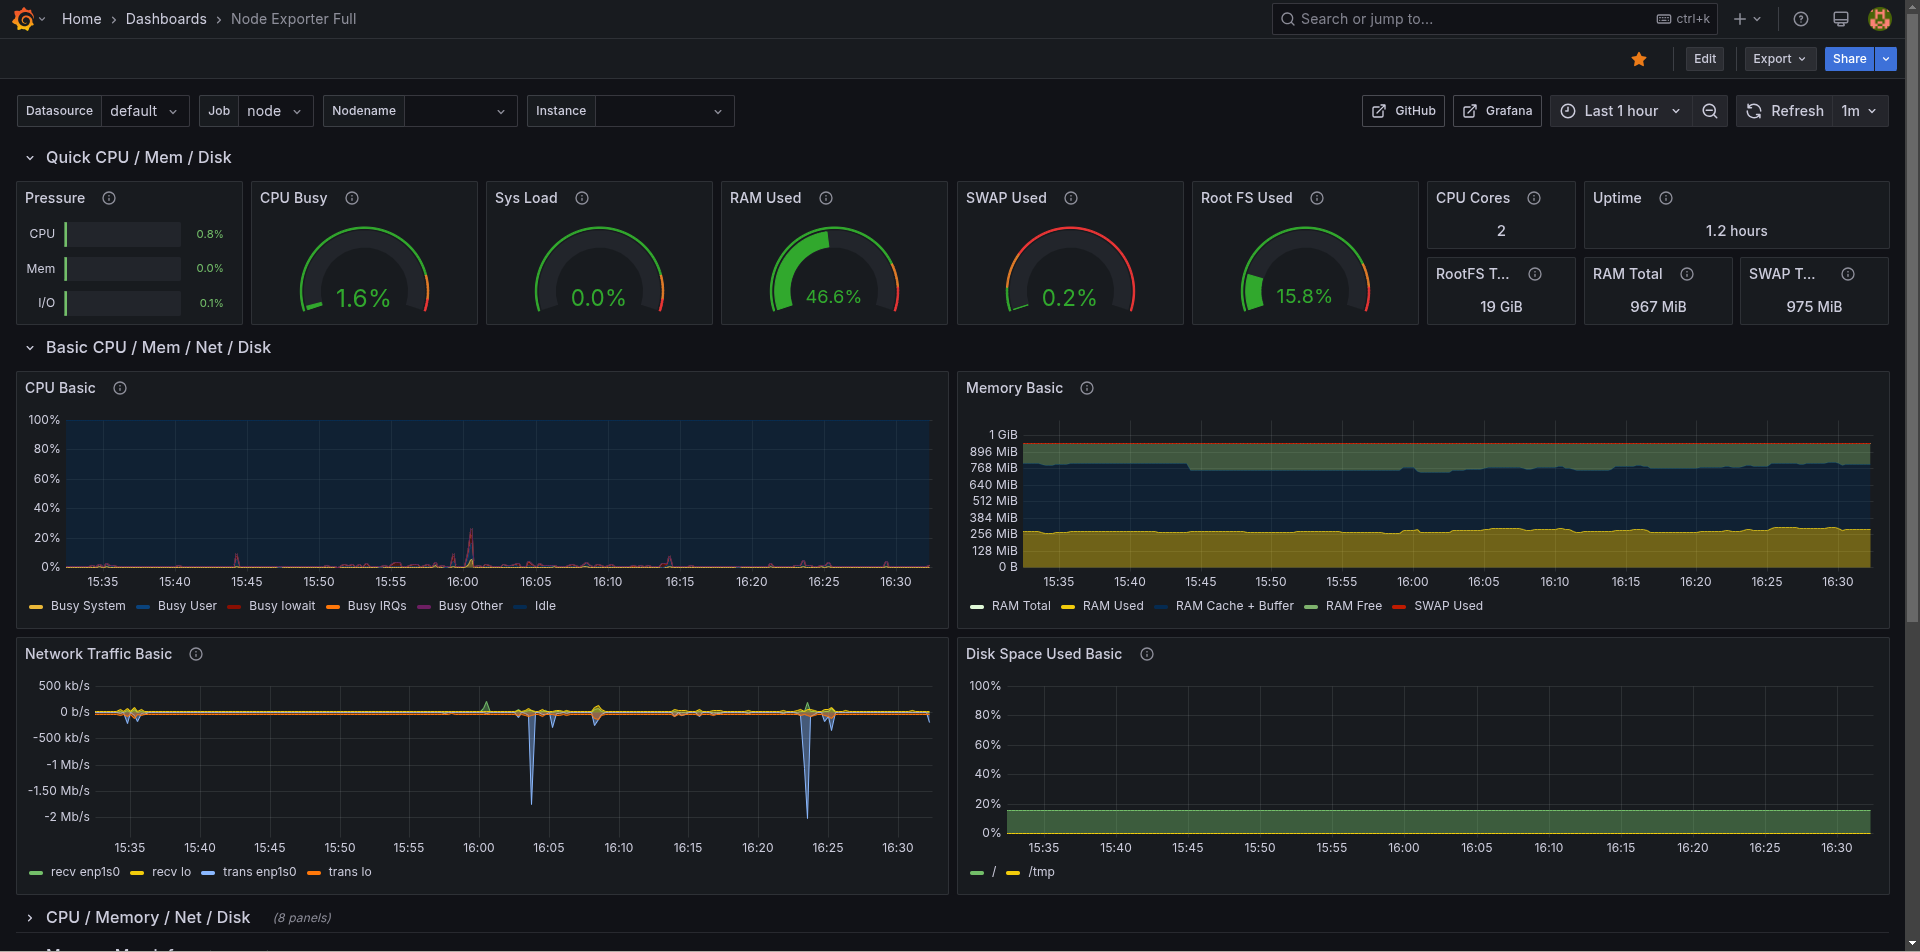 Home › Dashboards › Node Exporter Full
Search or jump to... ctrl+k
Edit Export Share
Datasource default Job node Nodename Instance GitHub Grafana Last 1 hour Refresh 1m
Quick CPU / Mem / Disk
Pressure
CPU 0.8%
Mem 0.0%
I/O 0.1%
CPU Busy
1.6%
Sys Load
0.0%
RAM Used
46.6%
SWAP Used
0.2%
Root FS Used
15.8%
CPU Cores
2
Uptime
1.2 hours
RootFS T...
19 GiB
RAM Total
967 MiB
SWAP T...
975 MiB
Basic CPU / Mem / Net / Disk
CPU Basic
100%
80%
60%
40%
20%
0%
15:35 15:40 15:45 15:50 15:55 16:00 16:05 16:10 16:15 16:20 16:25 16:30
Busy System Busy User Busy Iowait Busy IRQs Busy Other Idle
Memory Basic
1 GiB
896 MiB
768 MiB
640 MiB
512 MiB
384 MiB
256 MiB
128 MiB
0 B
15:35 15:40 15:45 15:50 15:55 16:00 16:05 16:10 16:15 16:20 16:25 16:30
RAM Total RAM Used RAM Cache + Buffer RAM Free SWAP Used
Network Traffic Basic
500 kb/s
0 b/s
-500 kb/s
-1 Mb/s
-1.50 Mb/s
-2 Mb/s
15:35 15:40 15:45 15:50 15:55 16:00 16:05 16:10 16:15 16:20 16:25 16:30
recv enp1s0 recv lo trans enp1s0 trans lo
Disk Space Used Basic
100%
80%
60%
40%
20%
0%
15:35 15:40 15:45 15:50 15:55 16:00 16:05 16:10 16:15 16:20 16:25 16:30
/ /tmp
CPU / Memory / Net / Disk (8 panels)